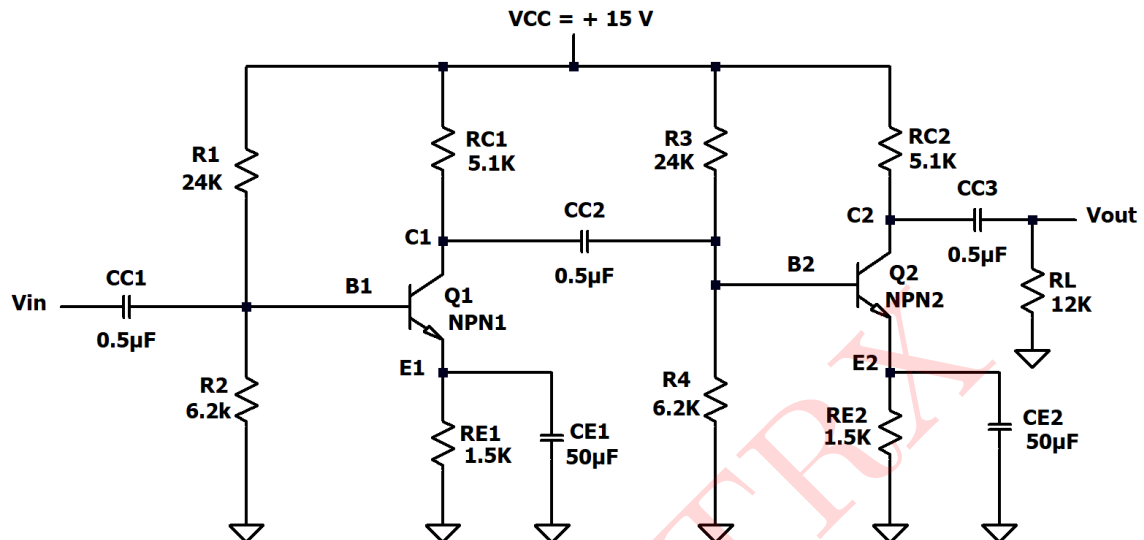 VCC = + 15 V
R1
24K
RC1
5.1K
R3
24K
RC2
5.1K
CC3
0.5µF
Vout
C1
CC2
0.5µF
C2
CC1
0.5µF
Vin
B1
Q1
NPN1
B2
Q2
NPN2
RL
12K
E1
E2
R2
6.2k
RE1
1.5K
CE1
50µF
R4
6.2K
RE2
1.5K
CE2
50µF